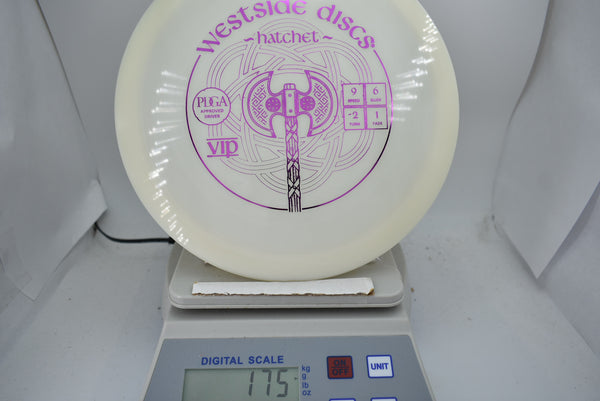 westside discs
~hatchet~
PDGA
APPROVED
DRIVER
VIP
9 6
SPEED GLIDE
-2 1
TURN FADE
DIGITAL SCALE
175
kg
g
lb
oz
ON
OFF
UNIT